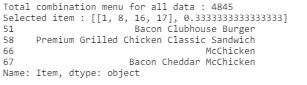 Total combination menu for all data : 4845
Selected item : [[1, 8, 16, 17], 0.3333333333333333]
51                  Bacon Clubhouse Burger
58    Premium Grilled Chicken Classic Sandwich
66                               McChicken
67                   Bacon Cheddar McChicken
Name: Item, dtype: object